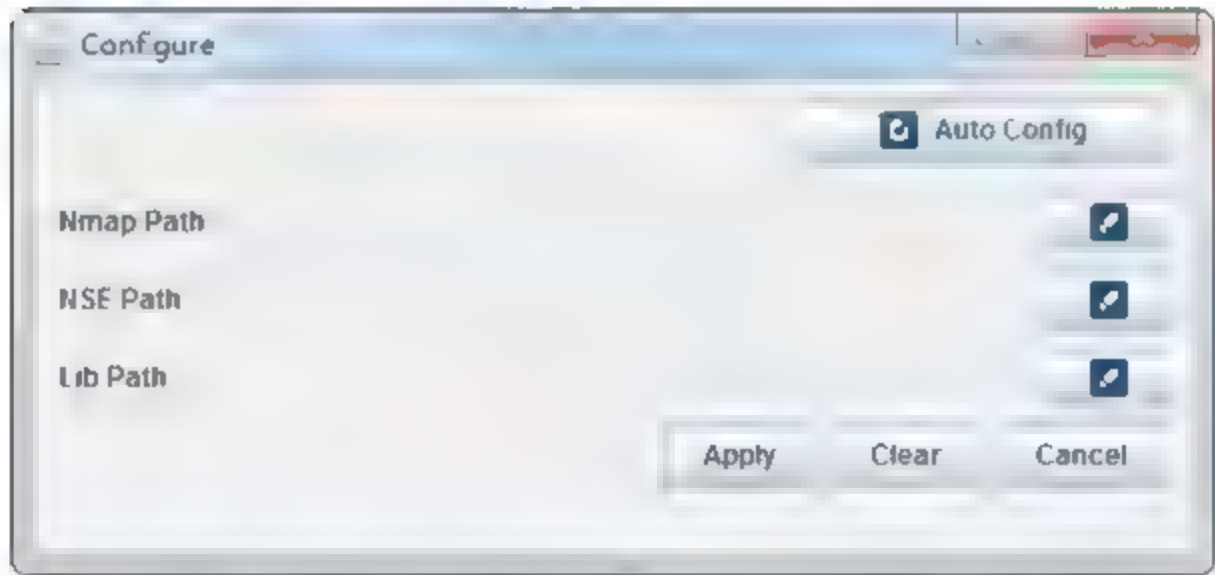 Configure
Auto Config
Nmap Path
NSE Path
Lib Path
Apply Clear Cancel